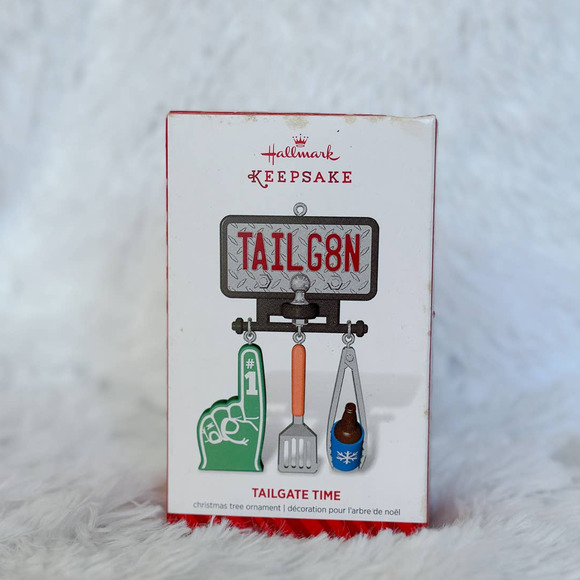 Hallmark
KEEPSAKE
TAILG8N
#1
TAILGATE TIME
christmas tree ornament | décoration pour l'arbre de noël